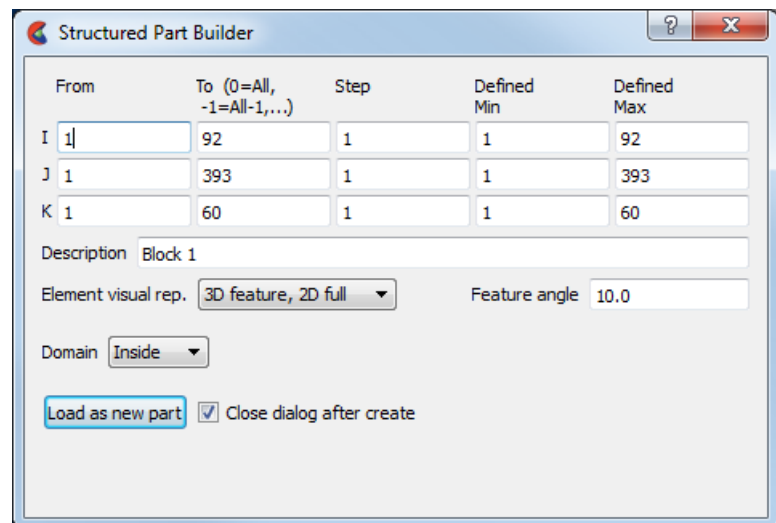 Structured Part Builder
From To (0=All, -1=All-1,...) Step Defined Min Defined Max
I 1 92 1 1 92
J 1 393 1 1 393
K 1 60 1 1 60
Description Block 1
Element visual rep. 3D feature, 2D full Feature angle 10.0
Domain Inside
Load as new part Close dialog after create